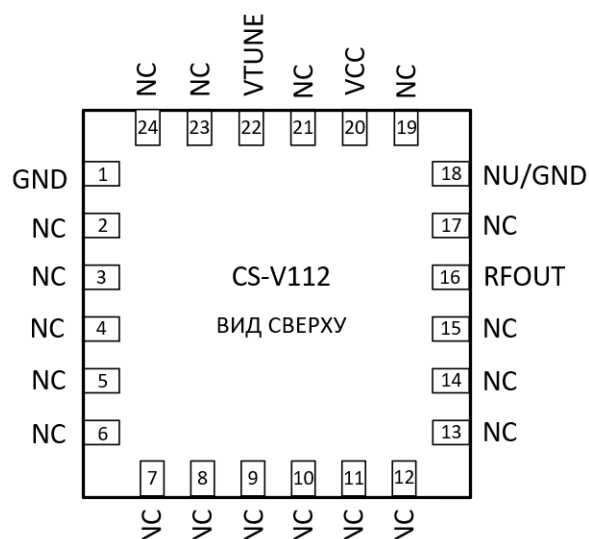 NC NC VTUNE NC VCC NC
24 23 22 21 20 19
GND 1 18 NU/GND
NC 2 17 NC
NC 3 CS-V112 16 RFOUT
NC 4 ВИД СВЕРХУ 15 NC
NC 5 14 NC
NC 6 13 NC
7 8 9 10 11 12
NC NC NC NC NC NC